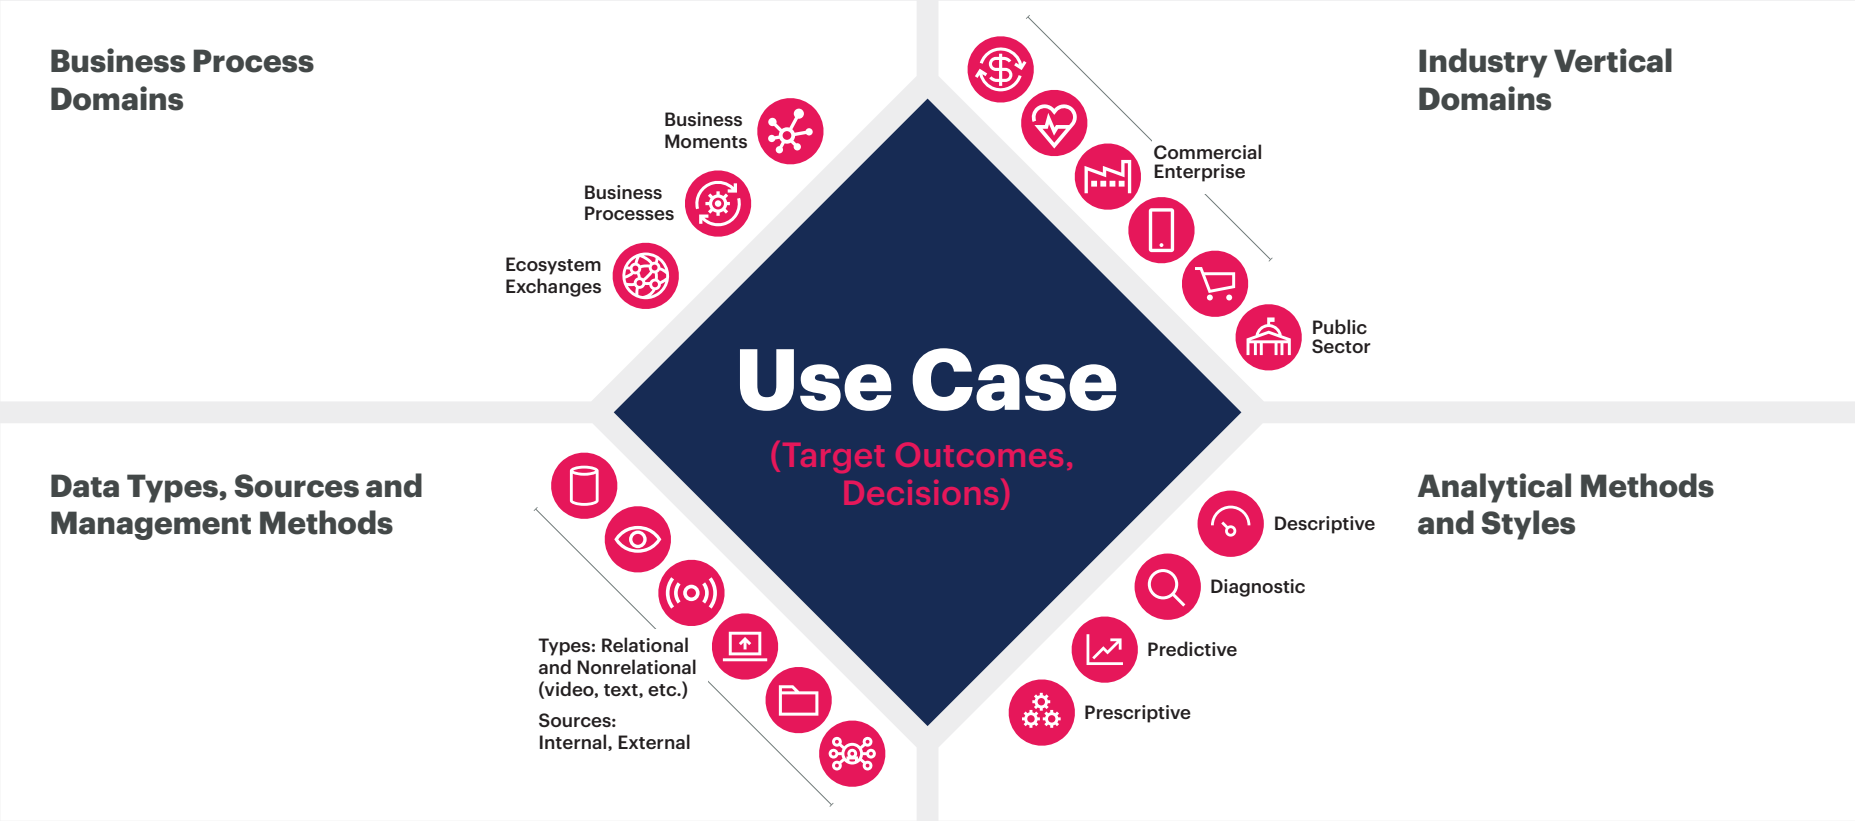 Business Process
Domains
Business
Moments
Business
Processes
Ecosystem
Exchanges
Industry Vertical
Domains
Commercial
Enterprise
Public
Sector
Use Case
(Target Outcomes,
Decisions)
Data Types, Sources and
Management Methods
Types: Relational
and Nonrelational
(video, text, etc.)
Sources:
Internal, External
Analytical Methods
and Styles
Descriptive
Diagnostic
Predictive
Prescriptive